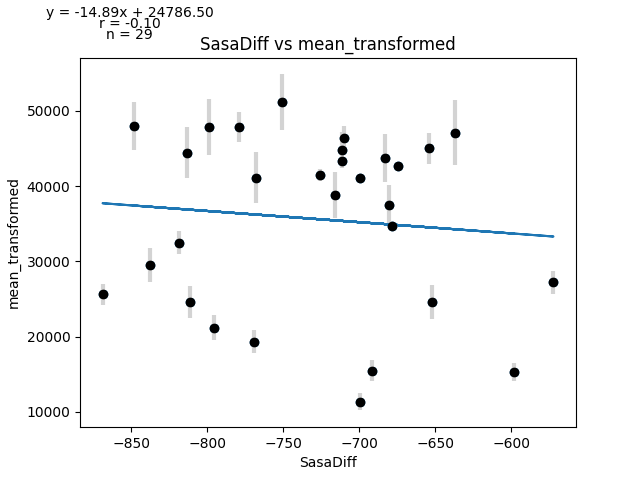 y = -14.89x + 24786.50
r = -0.10
n = 29
SasaDiff vs mean_transformed
mean_transformed
50000
40000
30000
20000
10000
−850
−800
−750
−700
−650
−600
SasaDiff